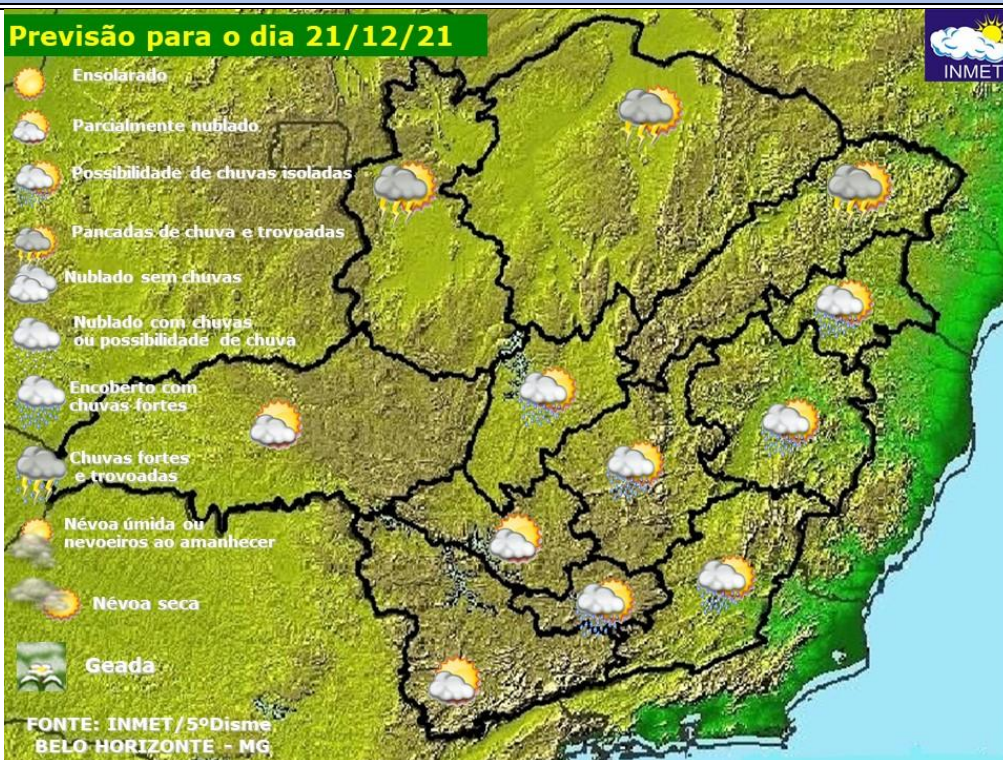 Previsão para o dia 21/12/21
INMET
Ensolarado
Parcialmente nublado
Possibilidade de chuvas isoladas
Pancadas de chuva e trovoadas
Nublado sem chuvas
Nublado com chuvas
ou possibilidade de chuva
Encoberto com
chuvas fortes
Chuvas fortes
e trovoadas
Névoa úmida ou
nevoeiros ao amanhecer
Névoa seca
Geada
FONTE: INMET/5ºDisme
BELO HORIZONTE - MG